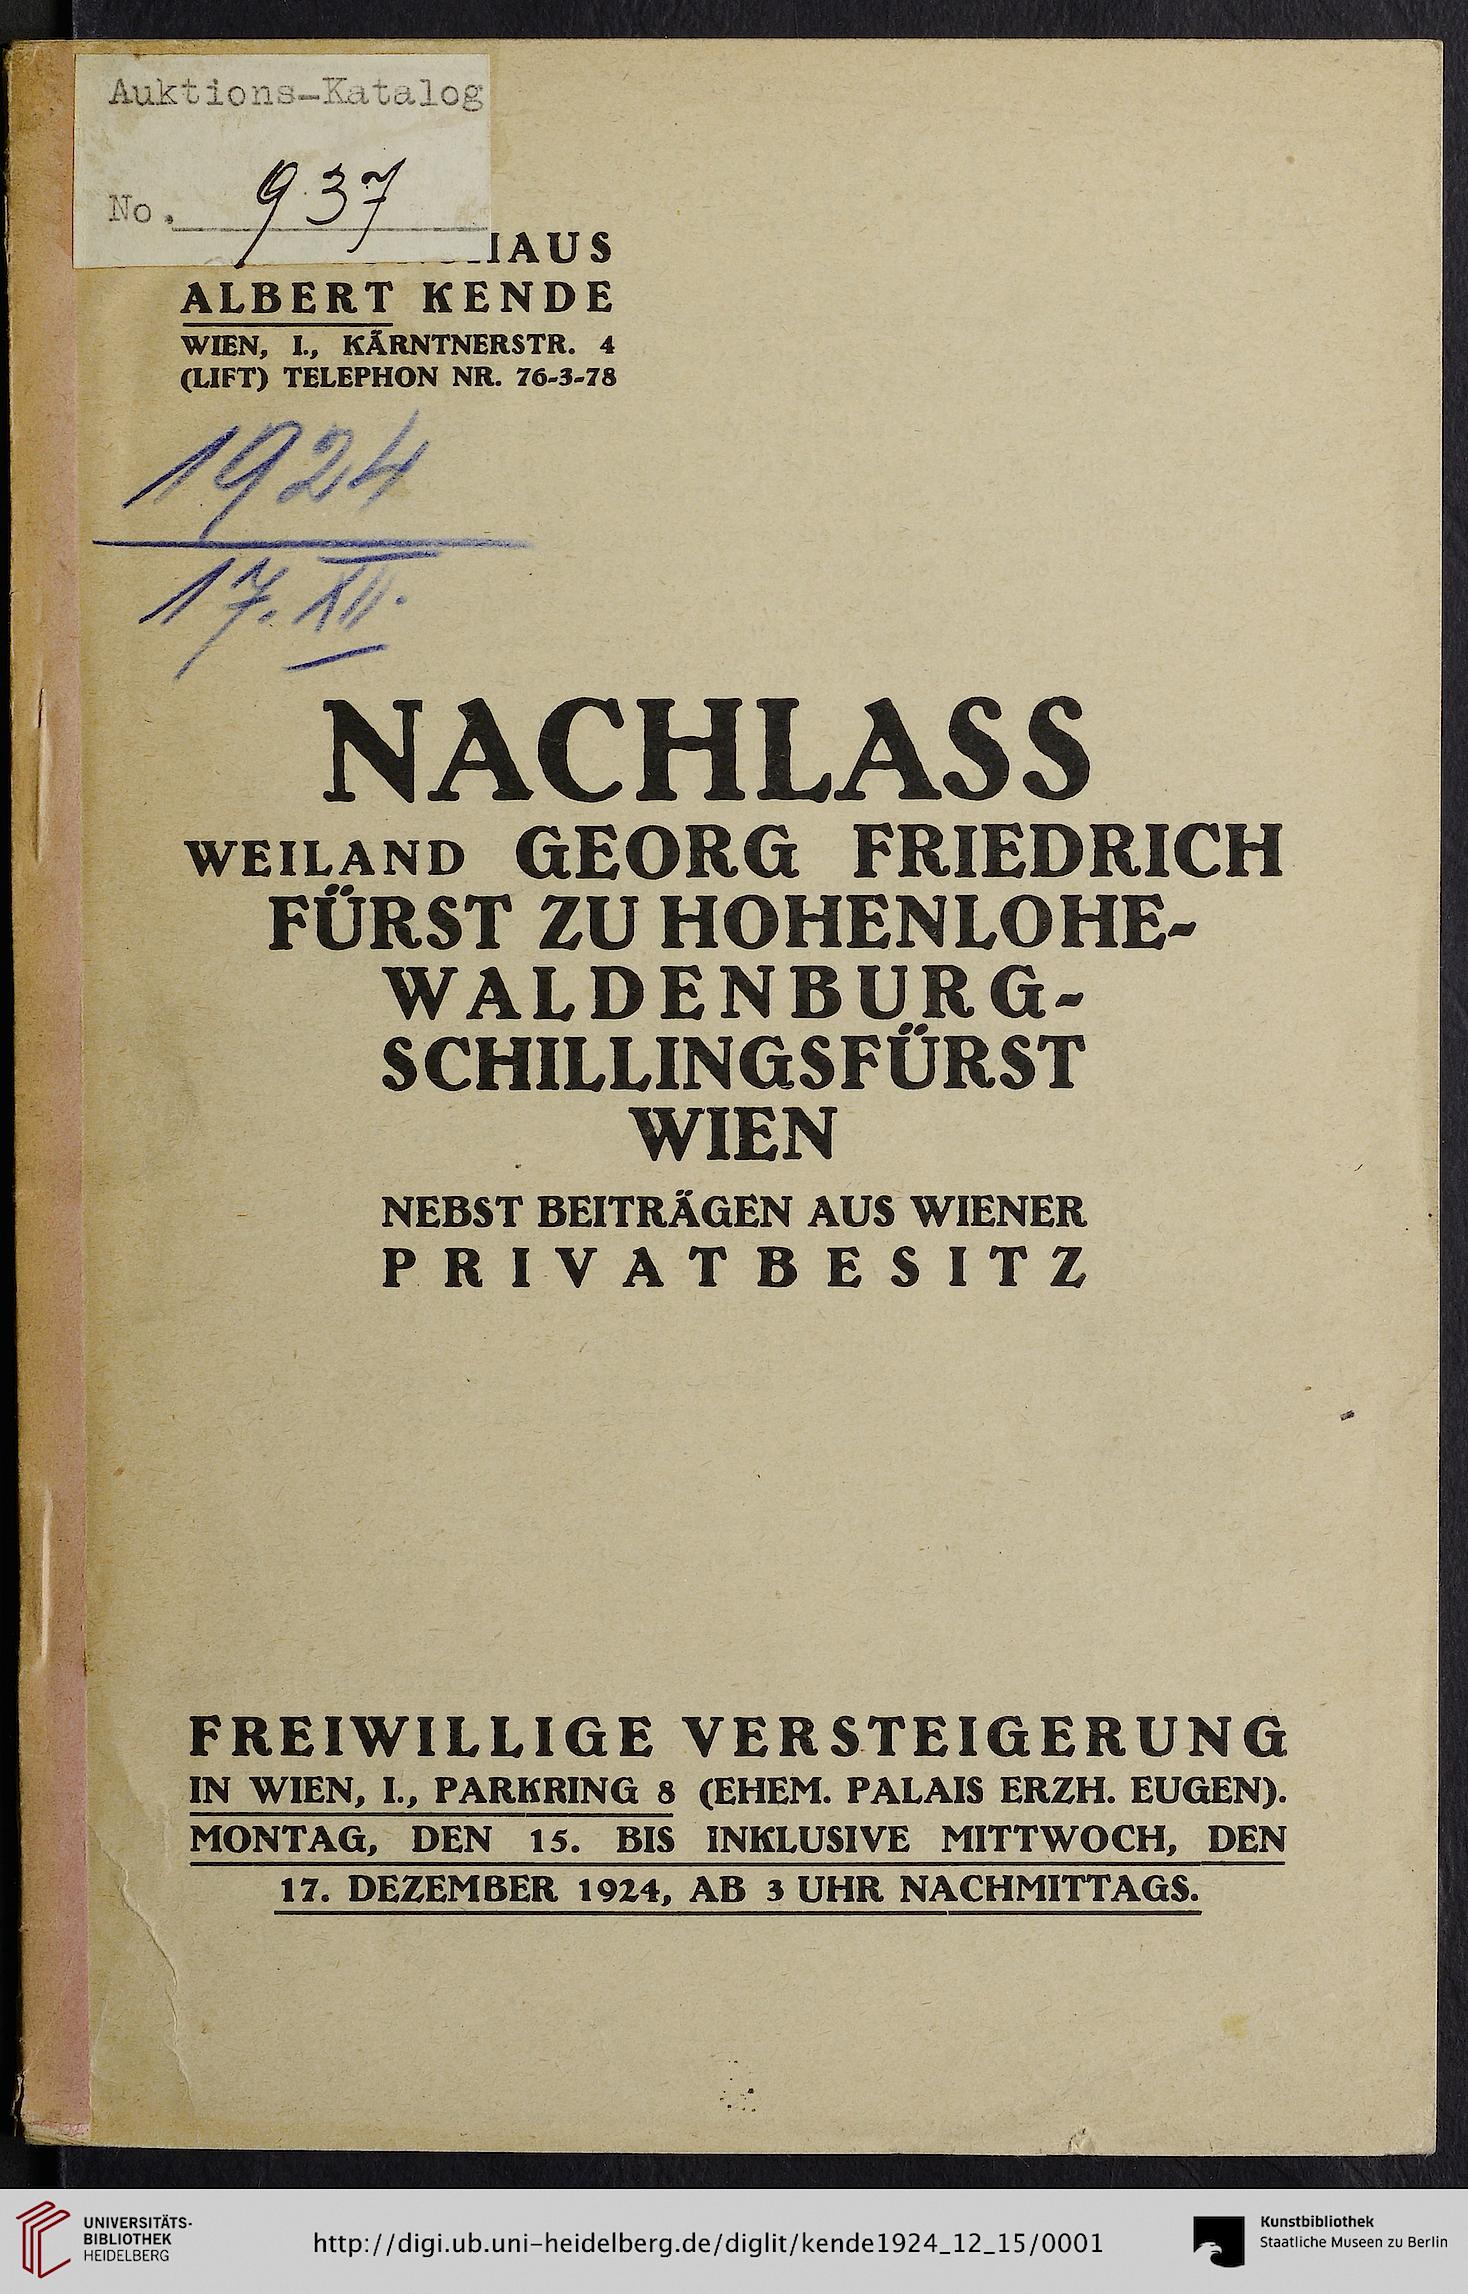 Auktions-Katalog
No. 937
HAUS
ALBERT KENDE
WIEN, I., KÄRNTNERSTR. 4
(LIFT) TELEPHON NR. 76-3-78
1924
17. XII.
NACHLASS
WEILAND GEORG FRIEDRICH
FÜRST ZU HOHENLOHE-
WALDENBURG-
SCHILLINGSFÜRST
WIEN
NEBST BEITRÄGEN AUS WIENER
PRIVATBESITZ
FREIWILLIGE VERSTEIGERUNG
IN WIEN, I., PARKRING 8 (EHEM. PALAIS ERZH. EUGEN).
MONTAG, DEN 15. BIS INKLUSIVE MITTWOCH, DEN
17. DEZEMBER 1924, AB 3 UHR NACHMITTAGS.
UNIVERSITÄTS-
BIBLIOTHEK
HEIDELBERG
http://digi.ub.uni-heidelberg.de/diglit/kende1924_12_15/0001
Kunstbibliothek
Staatliche Museen zu Berlin